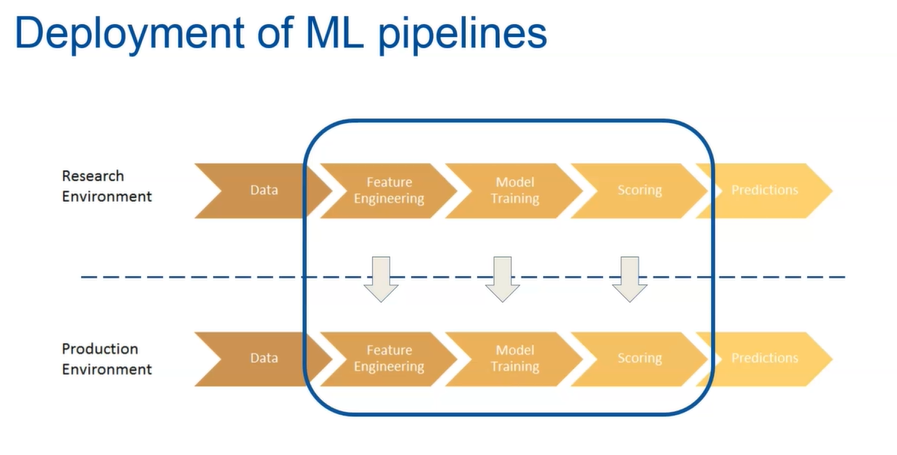 Deployment of ML pipelines
Research
Environment
Data
Feature
Engineering
Model
Training
Scoring
Predictions
Production
Environment
Data
Feature
Engineering
Model
Training
Scoring
Predictions